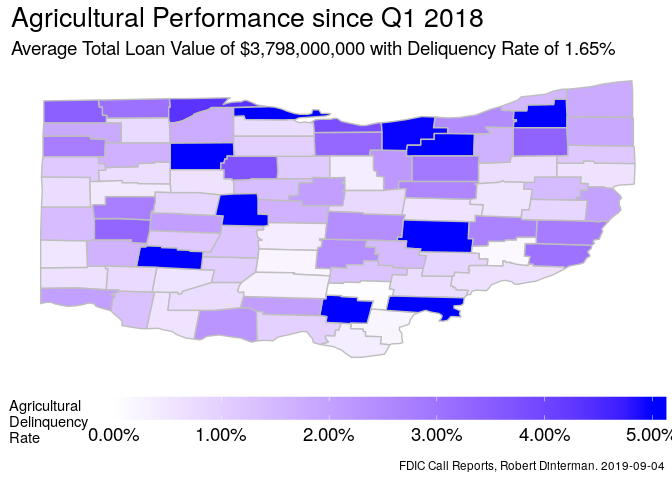 Agricultural Performance since Q1 2018
Average Total Loan Value of $3,798,000,000 with Deliquency Rate of 1.65%
Agricultural
Delinquency
Rate
0.00% 1.00% 2.00% 3.00% 4.00% 5.00%
FDIC Call Reports, Robert Dinterman. 2019-09-04